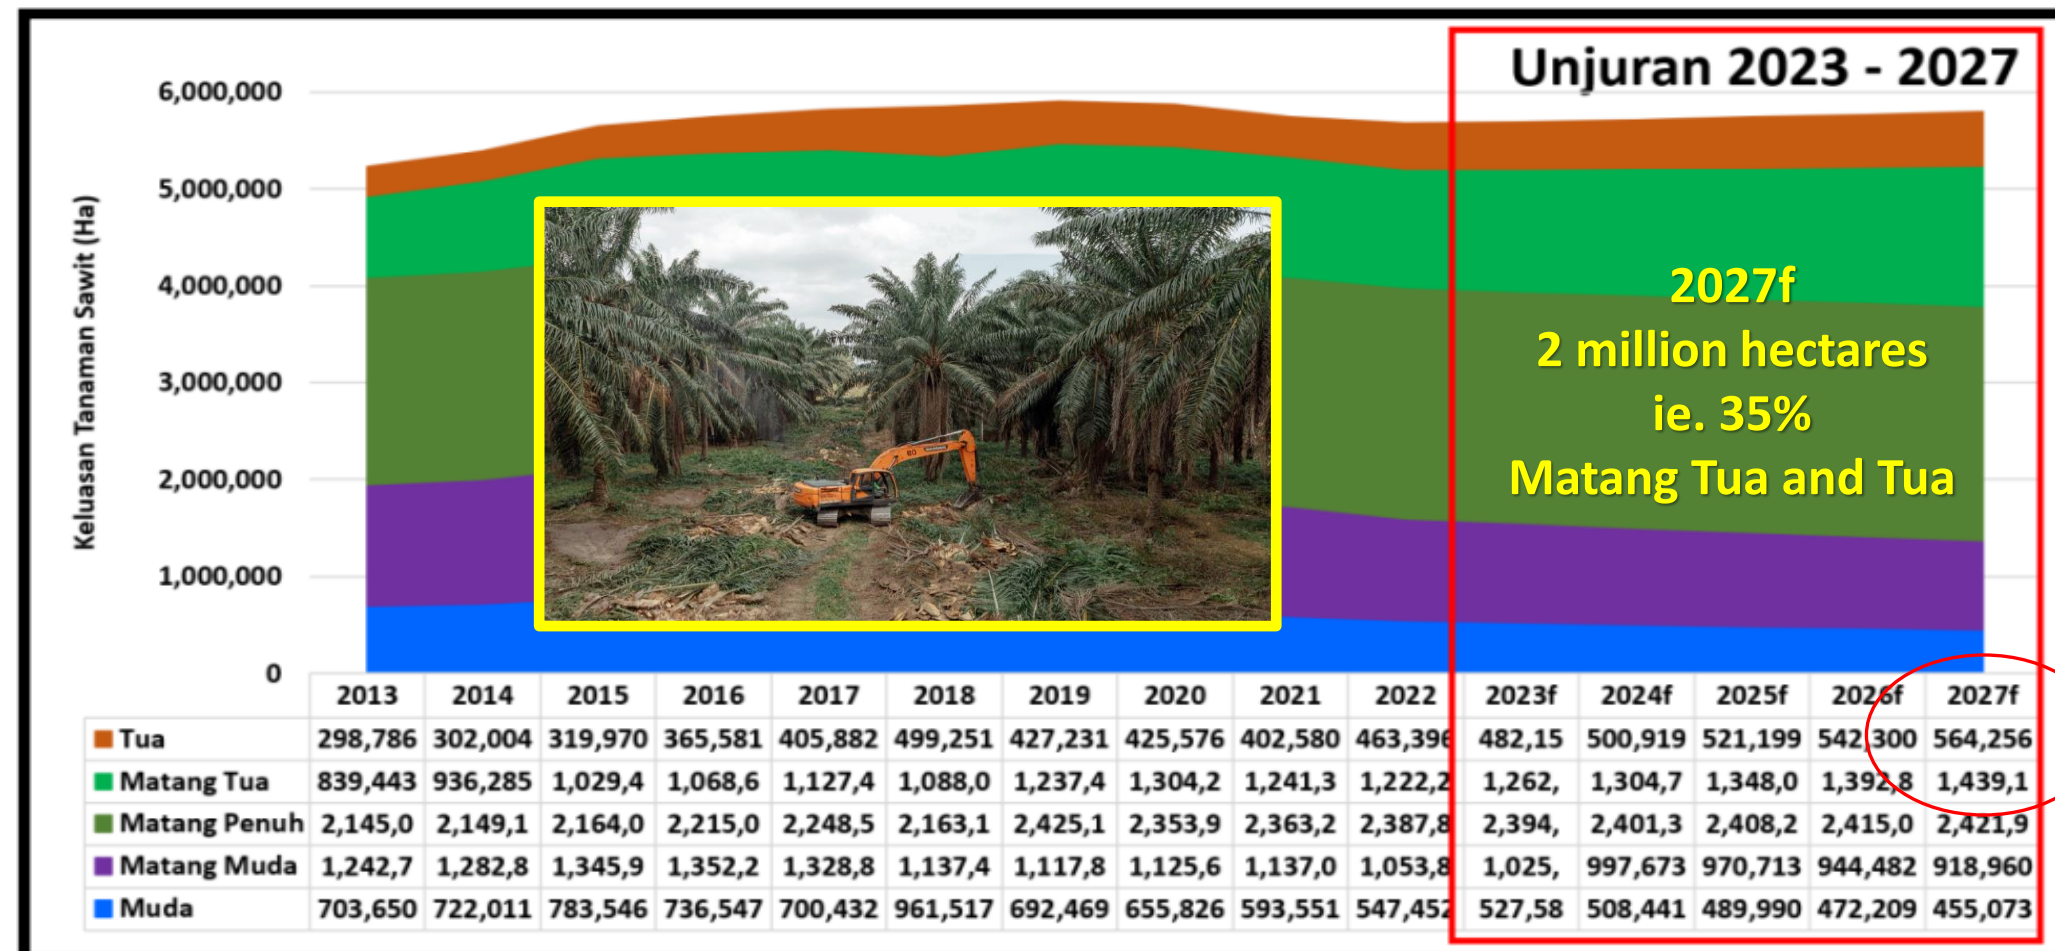 Unjuran 2023 - 2027
6,000,000
5,000,000
4,000,000
3,000,000
2,000,000
1,000,000
0
Keluasan Tanaman Sawit (Ha)
2027f
2 million hectares
ie. 35%
Matang Tua and Tua
2013 2014 2015 2016 2017 2018 2019 2020 2021 2022 2023f 2024f 2025f 2026f 2027f
Tua 298,786 302,004 319,970 365,581 405,882 499,251 427,231 425,576 402,580 463,396 482,15 500,919 521,199 542,300 564,256
Matang Tua 839,443 936,285 1,029,4 1,068,6 1,127,4 1,088,0 1,237,4 1,304,2 1,241,3 1,222,2 1,262, 1,304,7 1,348,0 1,392,8 1,439,1
Matang Penuh 2,145,0 2,149,1 2,164,0 2,215,0 2,248,5 2,163,1 2,425,1 2,353,9 2,363,2 2,387,8 2,394, 2,401,3 2,408,2 2,415,0 2,421,9
Matang Muda 1,242,7 1,282,8 1,345,9 1,352,2 1,328,8 1,137,4 1,117,8 1,125,6 1,137,0 1,053,8 1,025, 997,673 970,713 944,482 918,960
Muda 703,650 722,011 783,546 736,547 700,432 961,517 692,469 655,826 593,551 547,452 527,58 508,441 489,990 472,209 455,073